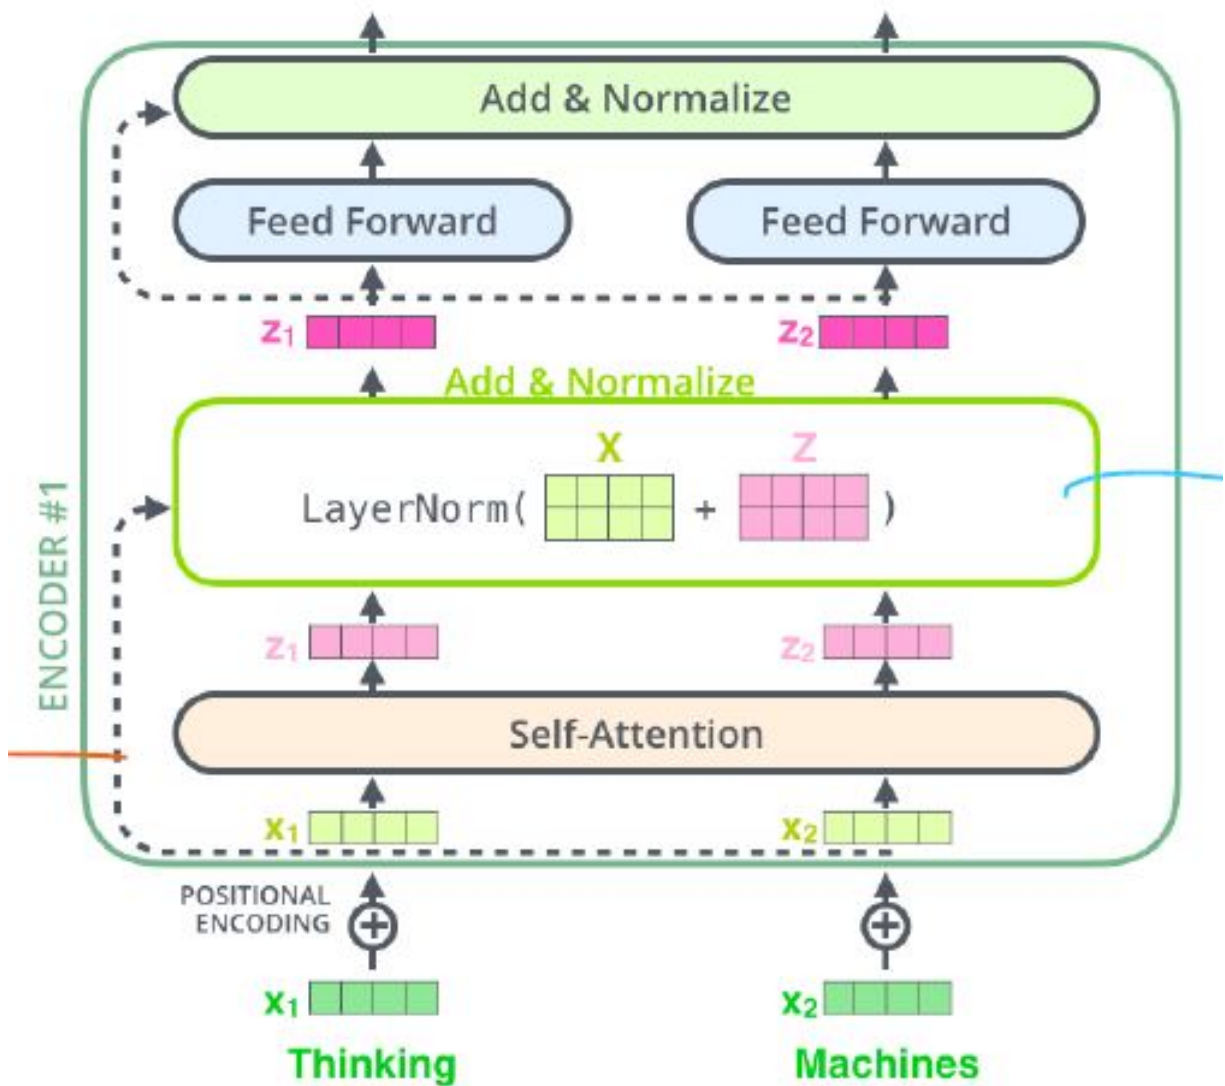 Add & Normalize
Feed Forward Feed Forward
z1 z2
Add & Normalize
X Z
LayerNorm( + )
ENCODER #1
z1 z2
Self-Attention
x1 x2
POSITIONAL
ENCODING
x1 x2
Thinking Machines